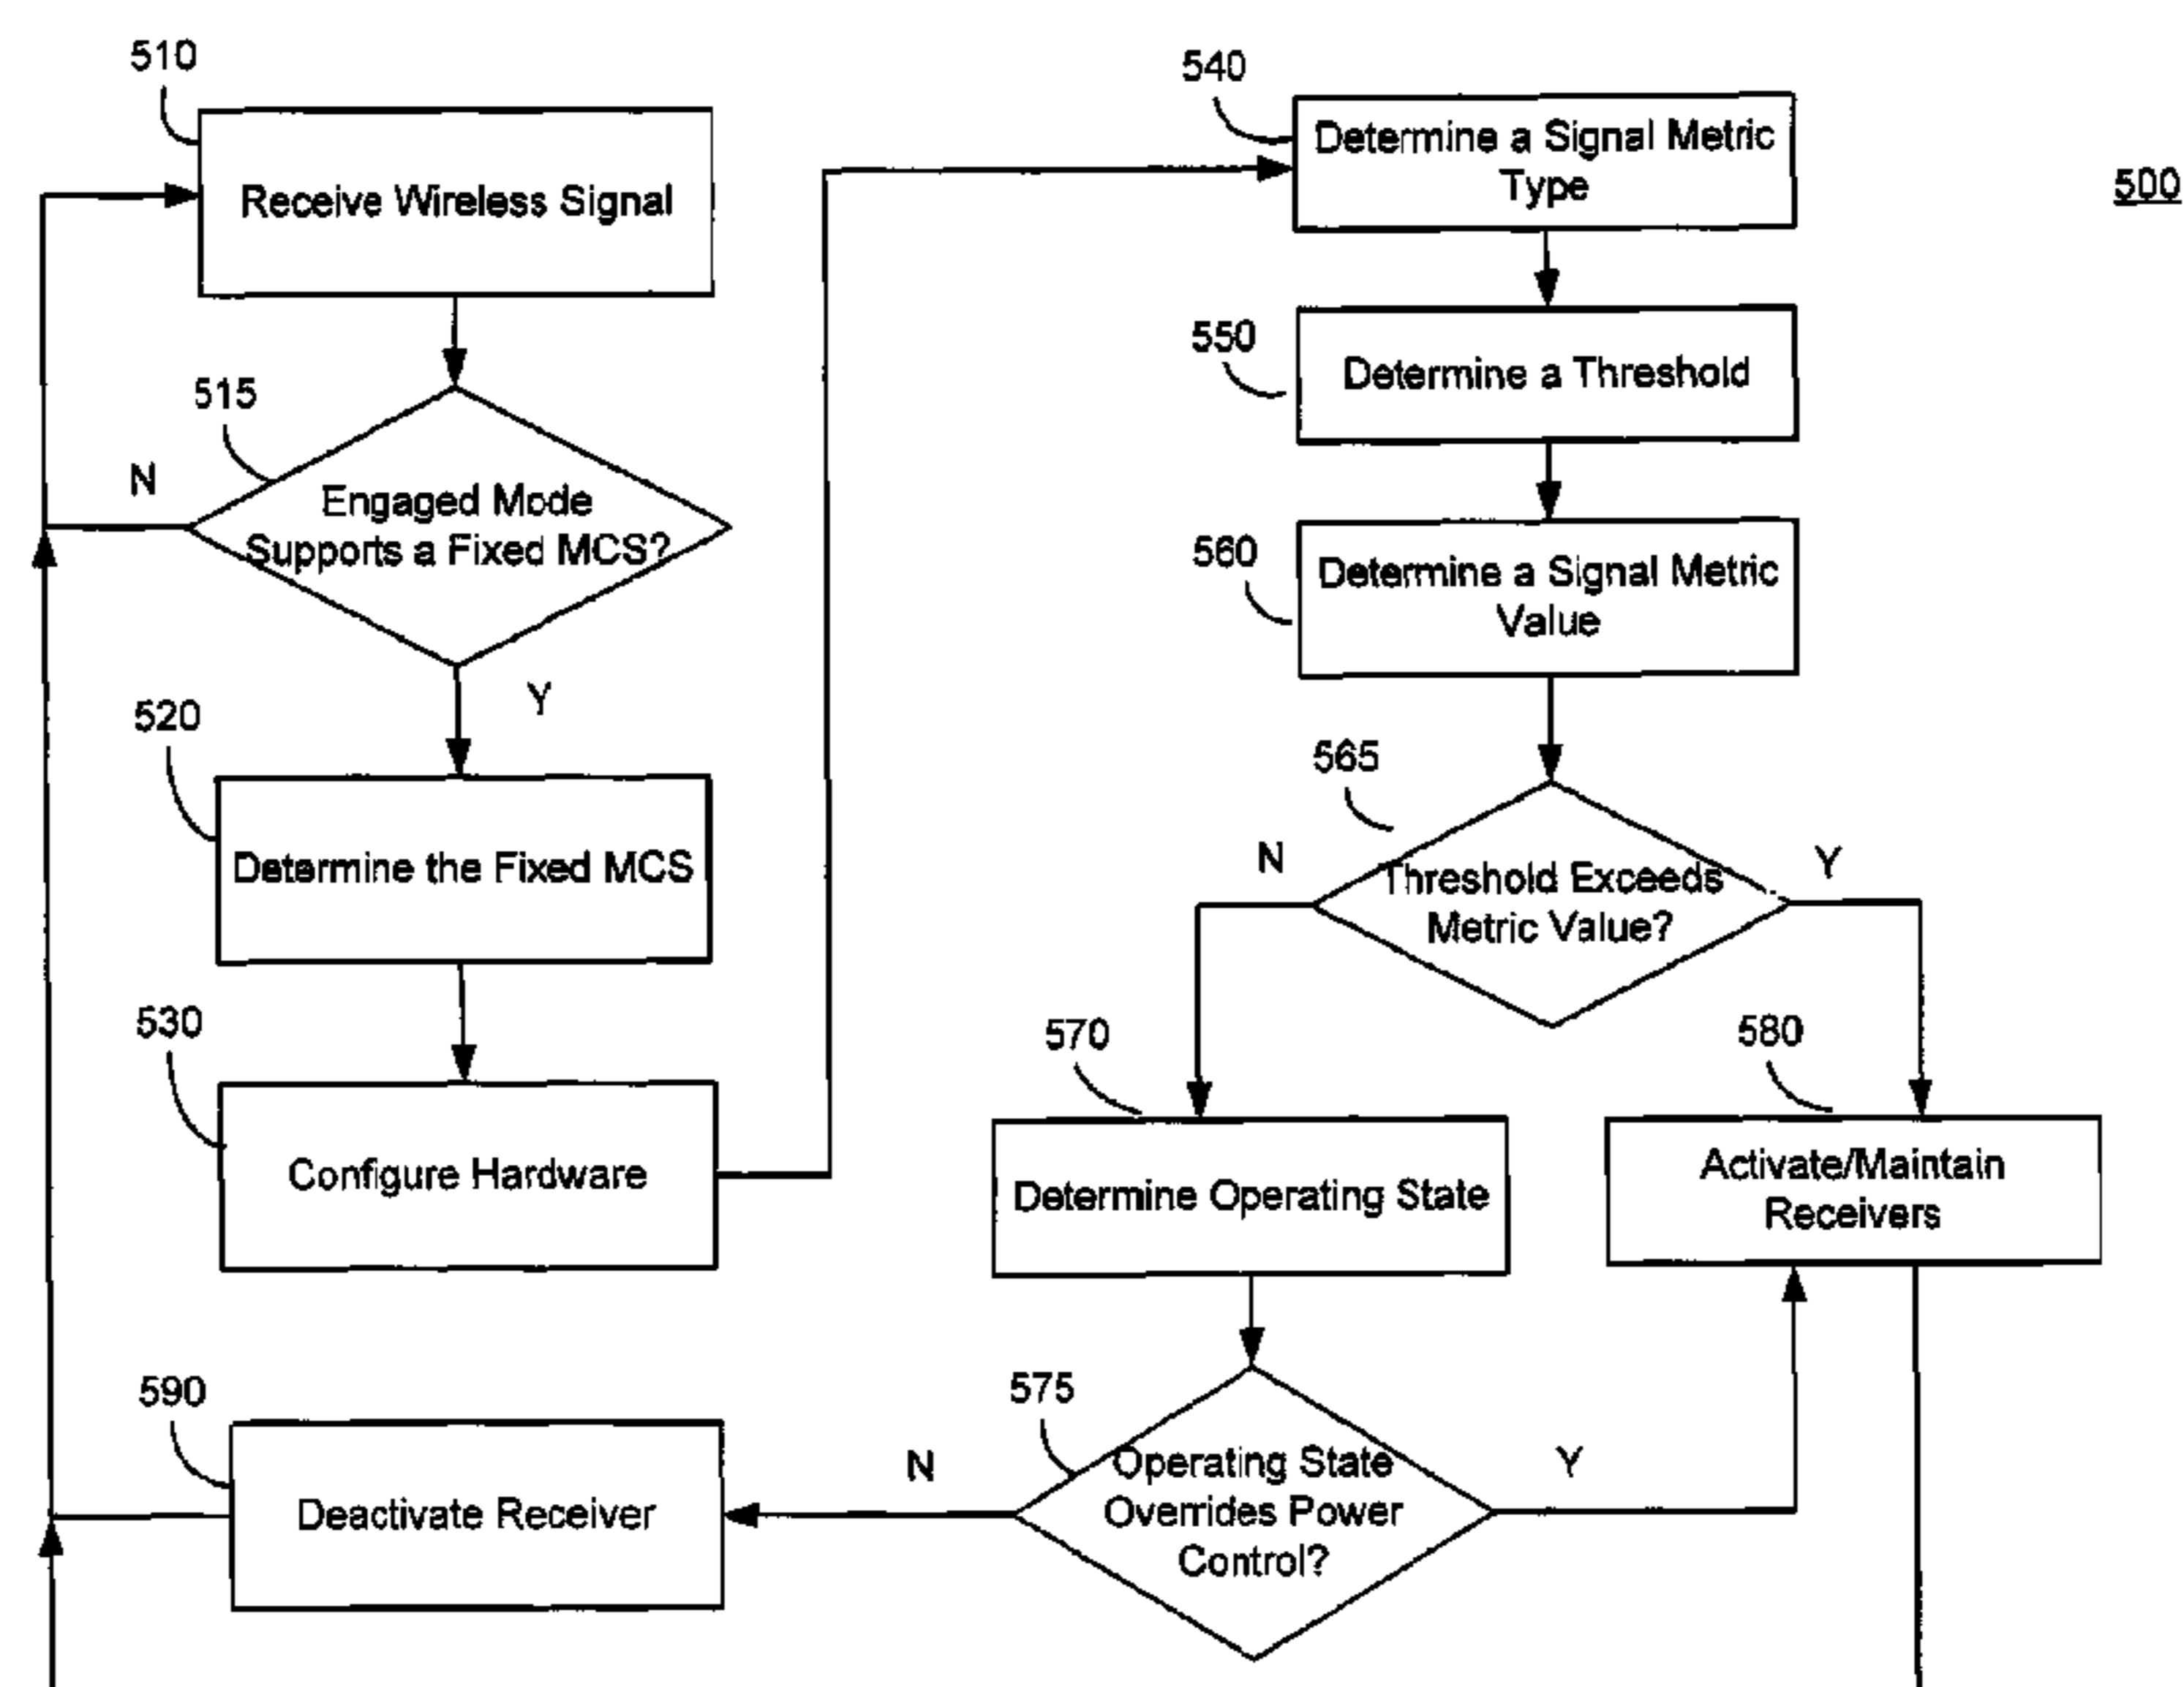 510
Receive Wireless Signal
515
N
Engaged Mode
Supports a Fixed MCS?
Y
520
Determine the Fixed MCS
530
Configure Hardware
590
Deactivate Receiver
540
Determine a Signal Metric
Type
500
550
Determine a Threshold
560
Determine a Signal Metric
Value
565
N
Threshold Exceeds
Metric Value?
Y
570
Determine Operating State
580
Activate/Maintain
Receivers
575
N
Operating State
Overrides Power
Control?
Y